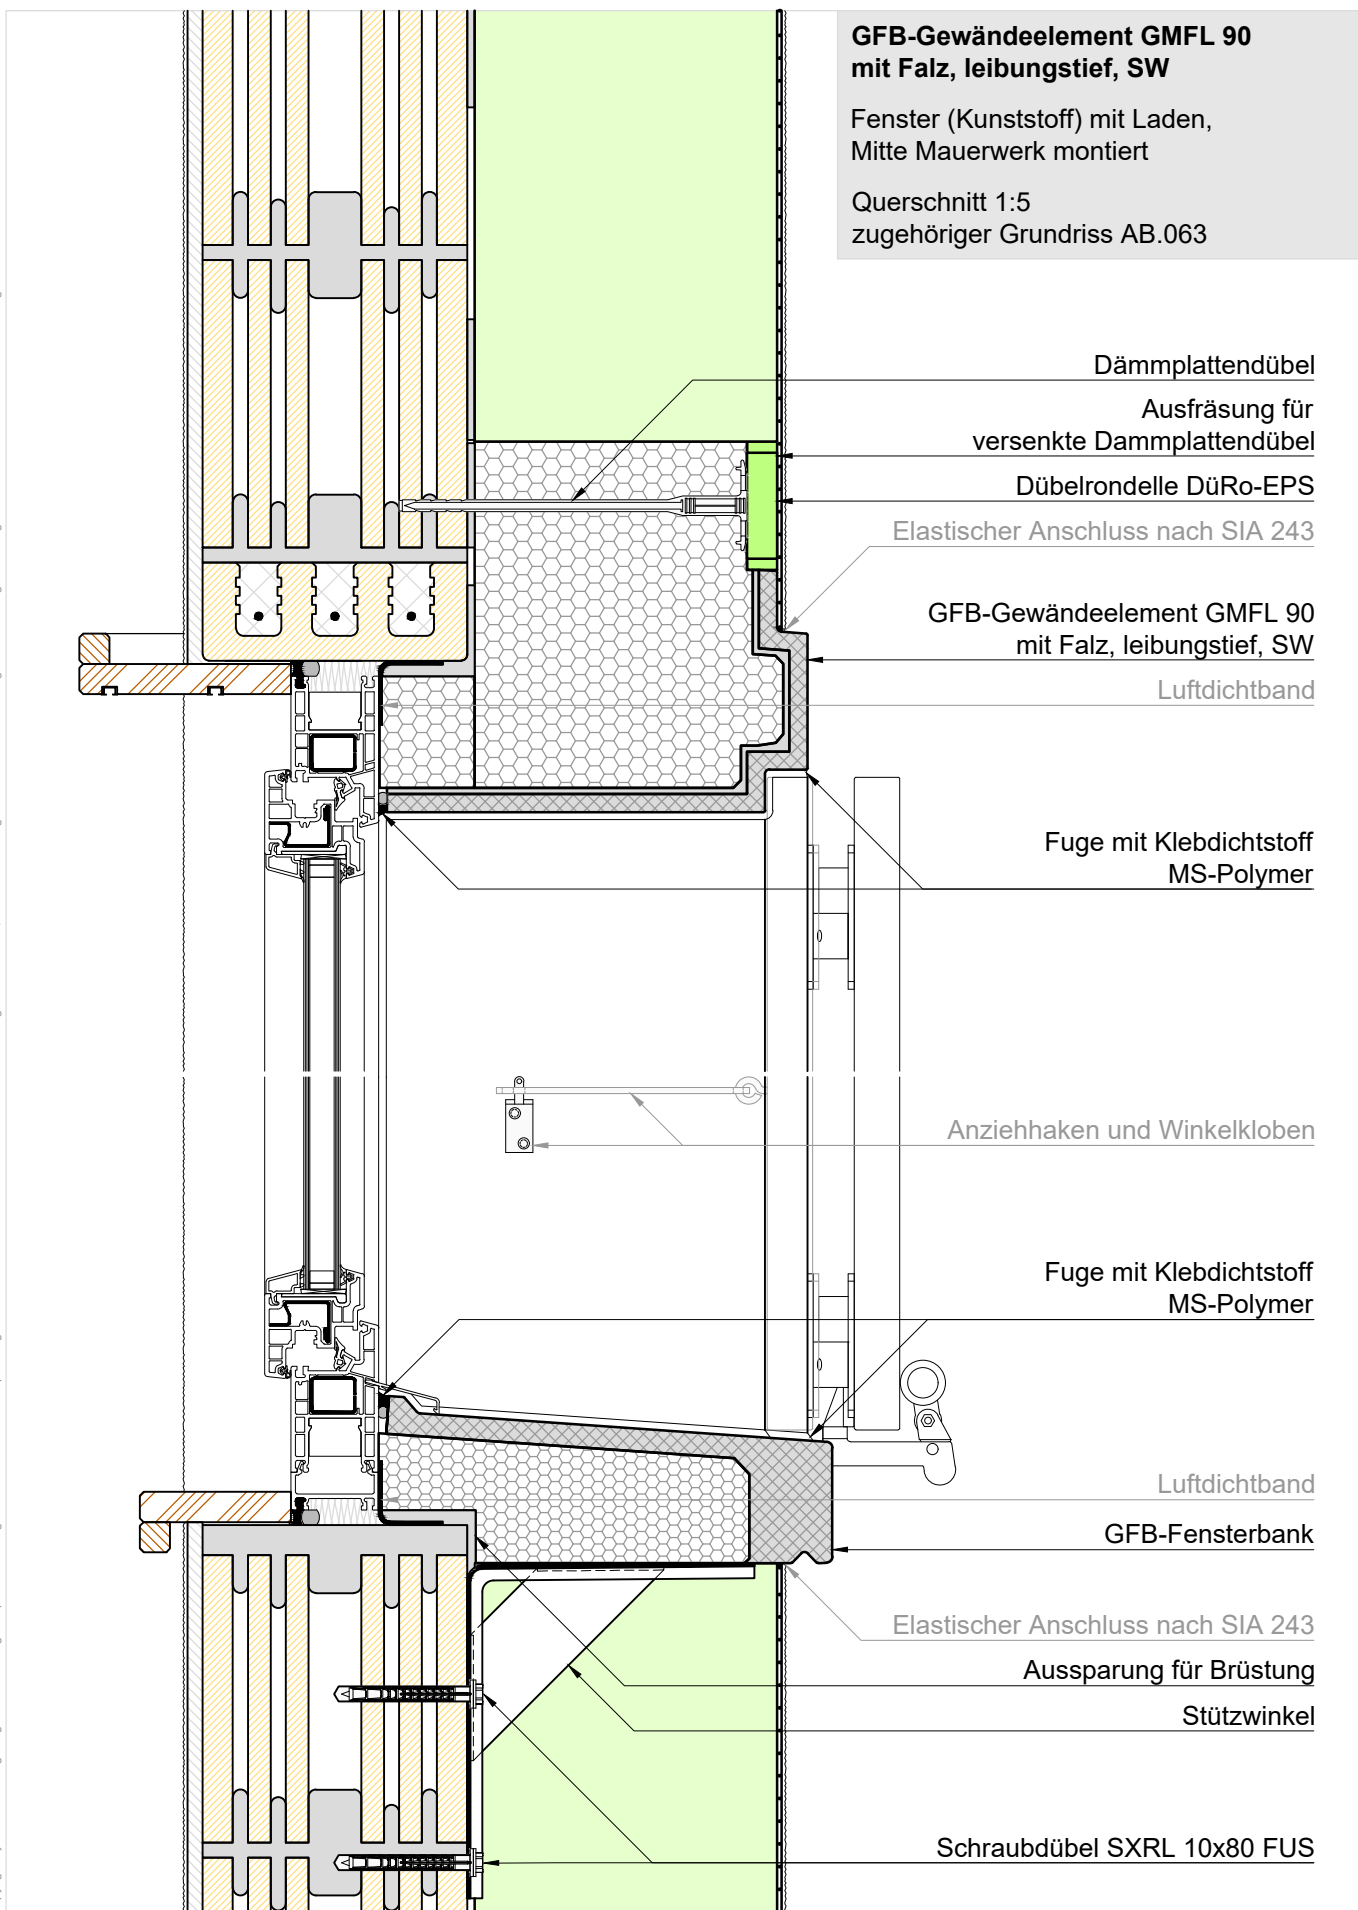 GFB-Gewändeelement GMFL 90
mit Falz, leibungstief, SW
Fenster (Kunststoff) mit Laden,
Mitte Mauerwerk montiert
Querschnitt 1:5
zugehöriger Grundriss AB.063
Dämmplattendübel
Ausfräsung für
versenkte Dammplattendübel
Dübelrondelle DüRo-EPS
Elastischer Anschluss nach SIA 243
GFB-Gewändeelement GMFL 90
mit Falz, leibungstief, SW
Luftdichtband
Fuge mit Klebdichtstoff
MS-Polymer
Anziehhaken und Winkelkloben
Fuge mit Klebdichtstoff
MS-Polymer
Luftdichtband
GFB-Fensterbank
Elastischer Anschluss nach SIA 243
Aussparung für Brüstung
Stützwinkel
Schraubdübel SXRL 10x80 FUS